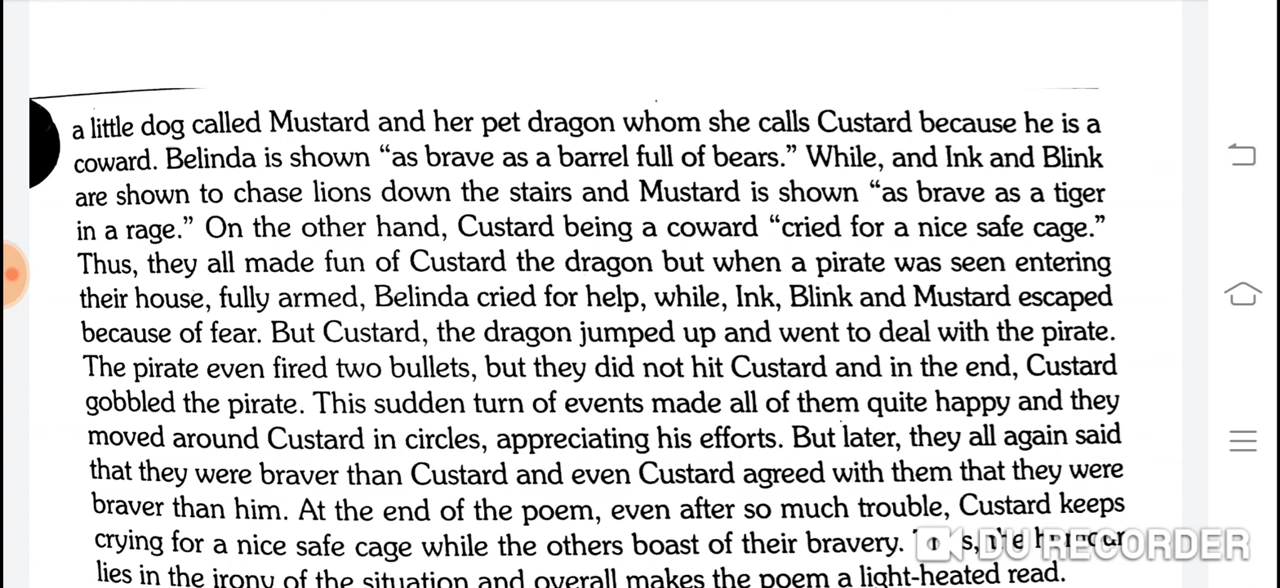 a little dog called Mustard and her pet dragon whom she calls Custard because he is a
coward. Belinda is shown “as brave as a barrel full of bears.” While, and Ink and Blink
are shown to chase lions down the stairs and Mustard is shown “as brave as a tiger
in a rage.” On the other hand, Custard being a coward “cried for a nice safe cage.”
Thus, they all made fun of Custard the dragon but when a pirate was seen entering
their house, fully armed, Belinda cried for help, while, Ink, Blink and Mustard escaped
because of fear. But Custard, the dragon jumped up and went to deal with the pirate.
The pirate even fired two bullets, but they did not hit Custard and in the end, Custard
gobbled the pirate. This sudden turn of events made all of them quite happy and they
moved around Custard in circles, appreciating his efforts. But later, they all again said
that they were braver than Custard and even Custard agreed with them that they were
braver than him. At the end of the poem, even after so much trouble, Custard keeps
crying for a nice safe cage while the others boast of their bravery.
DU RECORDER
lies in the irony of the situation and overall makes the poem a light-heated read.